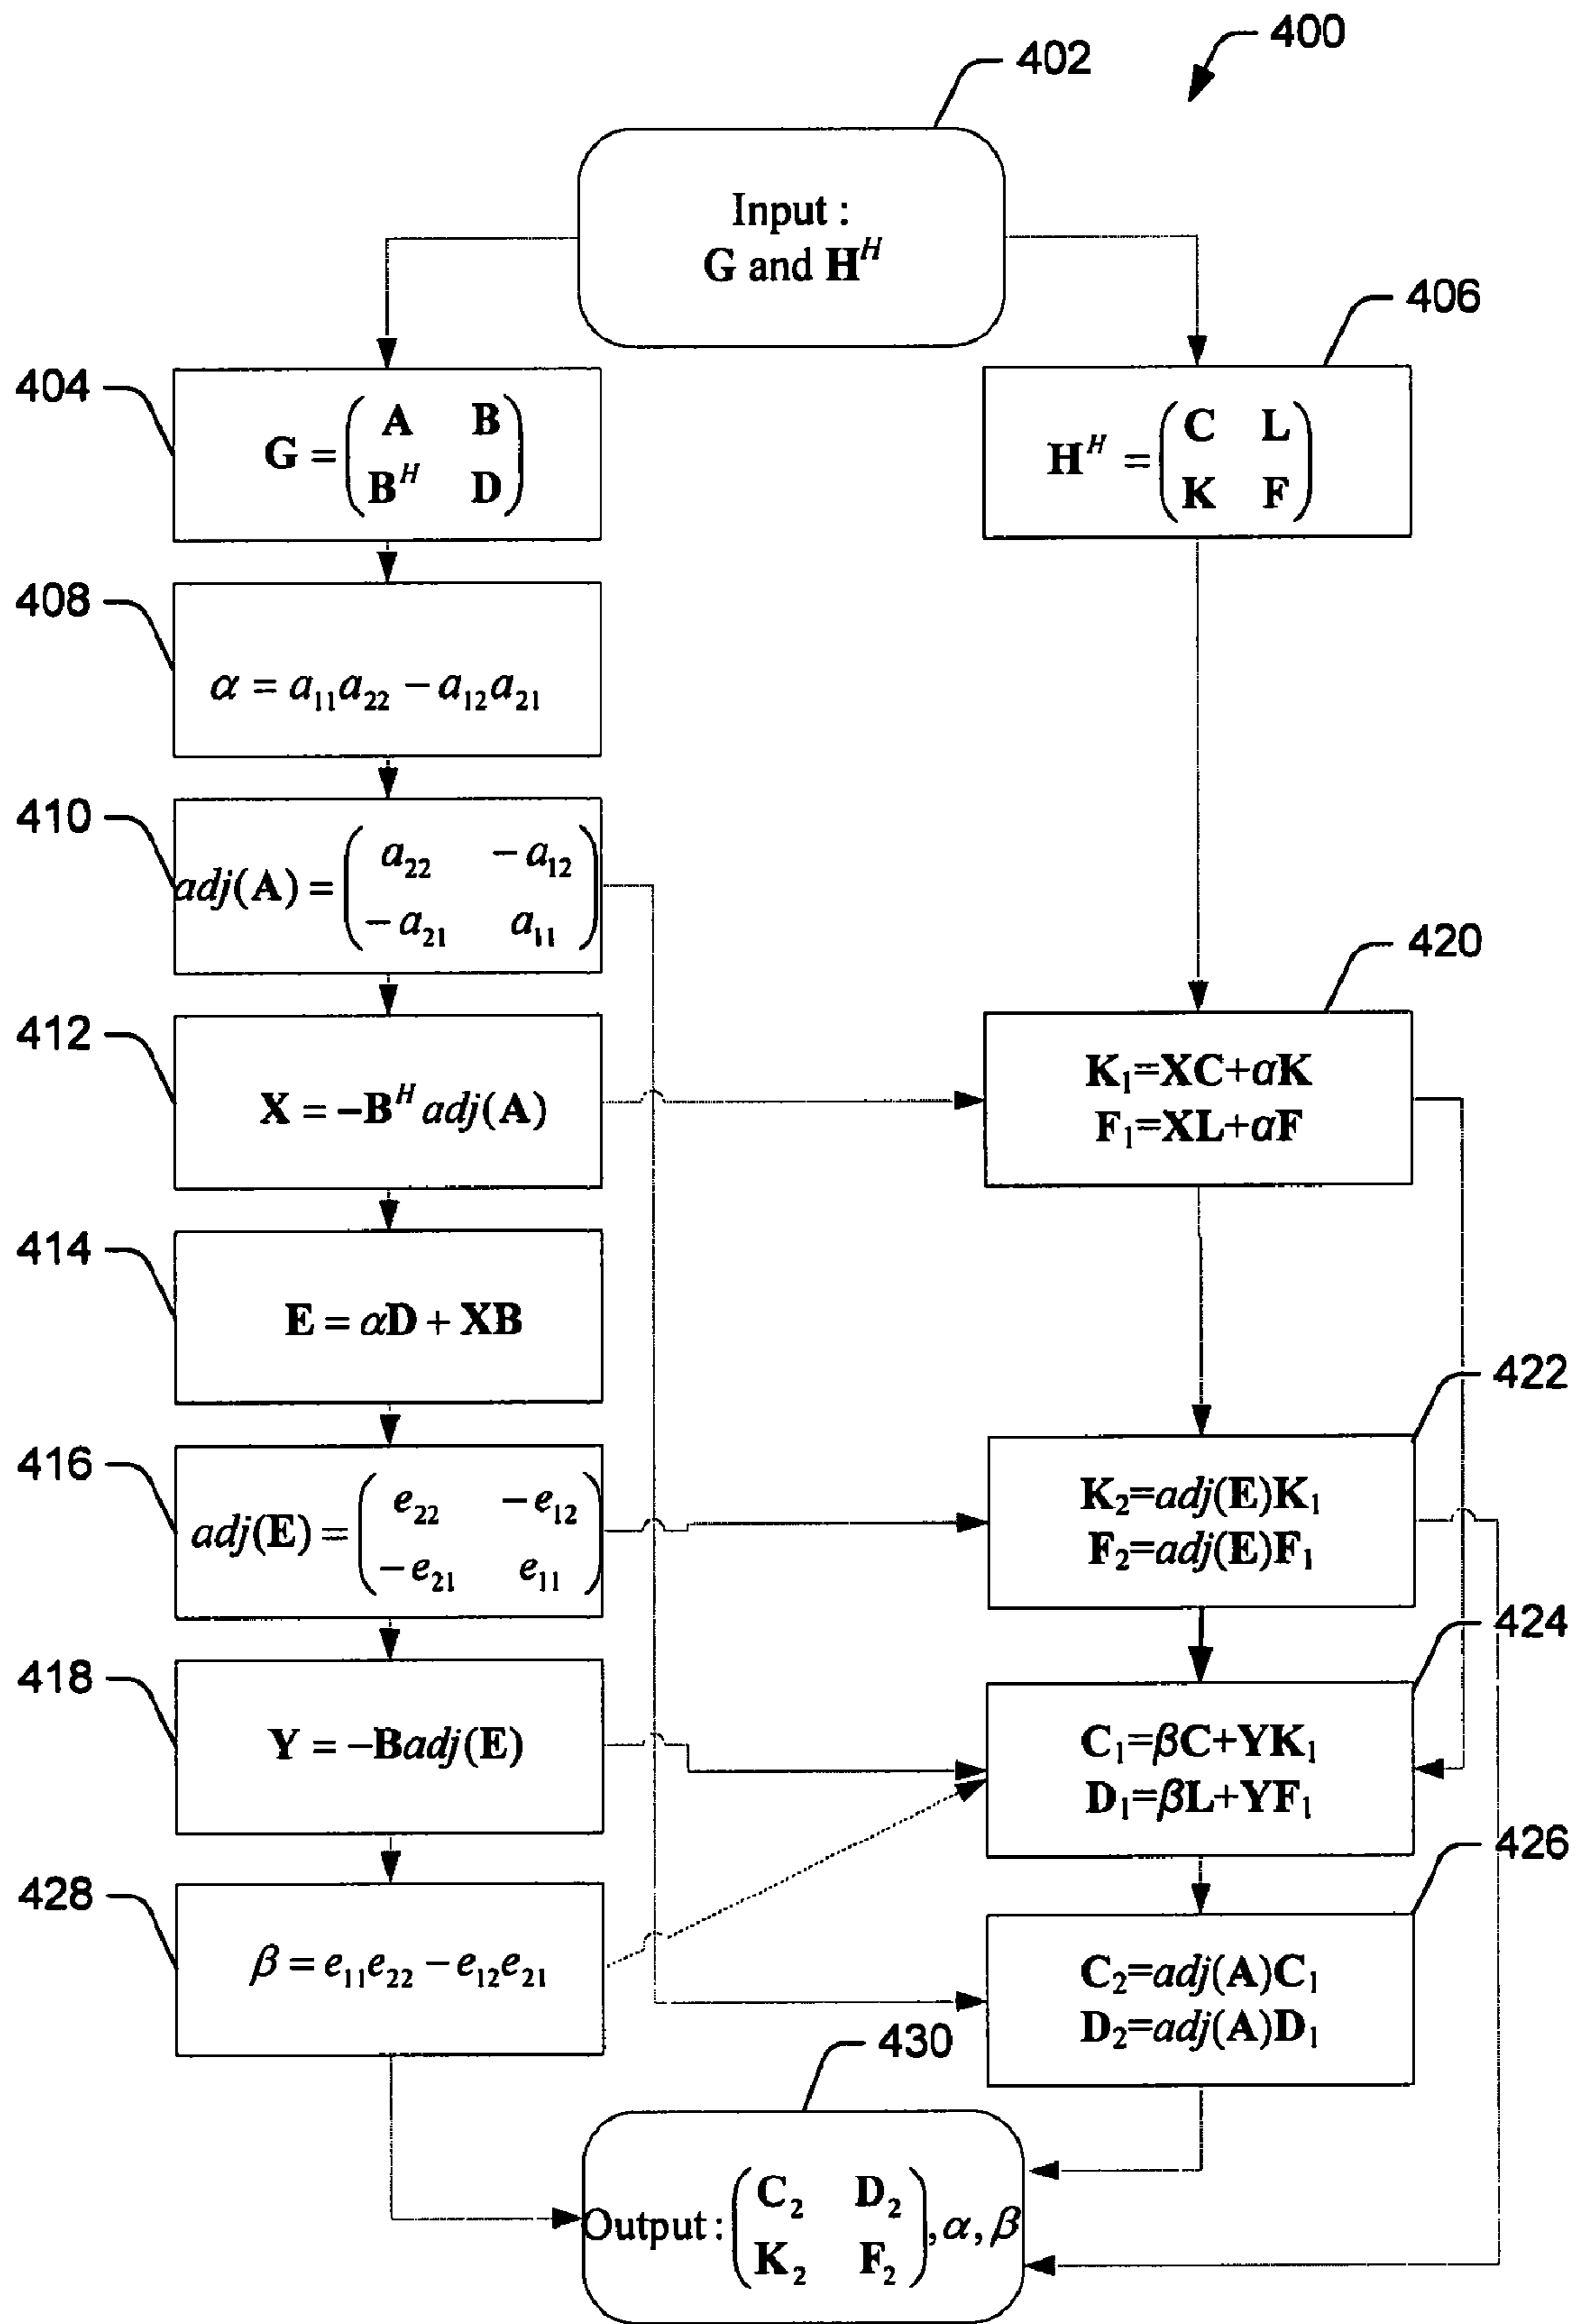 400
402
Input :
G and H^H
404
G = (A B
B^H D)
406
H^H = (C L
K F)
408
α = a₁₁a₂₂ − a₁₂a₂₁
410
adj(A) = (a₂₂ −a₁₂
−a₂₁ a₁₁)
412
X = −B^H adj(A)
420
K₁=XC+αK
F₁=XL+αF
414
E = αD + XB
416
adj(E) = (e₂₂ −e₁₂
−e₂₁ e₁₁)
422
K₂=adj(E)K₁
F₂=adj(E)F₁
418
Y = −Badj(E)
424
C₁=βC+YK₁
D₁=βL+YF₁
428
β = e₁₁e₂₂ − e₁₂e₂₁
426
C₂=adj(A)C₁
D₂=adj(A)D₁
430
Output : (C₂ D₂
K₂ F₂), α, β